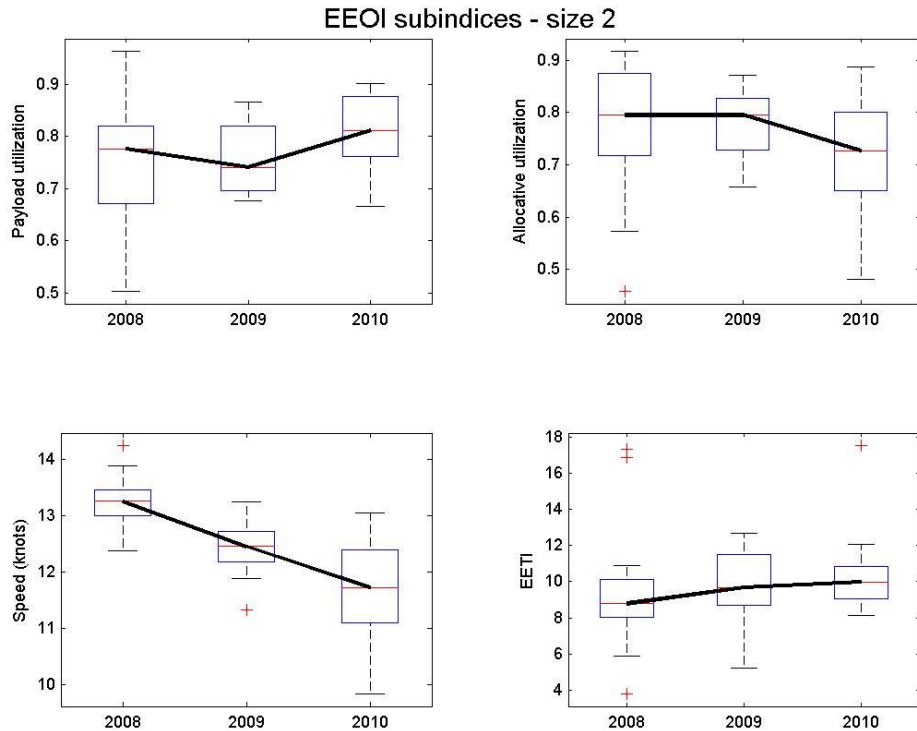 EEOI subindices - size 2
Payload utilization
0.9
0.8
0.7
0.6
0.5
2008 2009 2010
Allocative utilization
0.9
0.8
0.7
0.6
0.5
2008 2009 2010
Speed (knots)
14
13
12
11
10
2008 2009 2010
EETI
18
16
14
12
10
8
6
4
2008 2009 2010